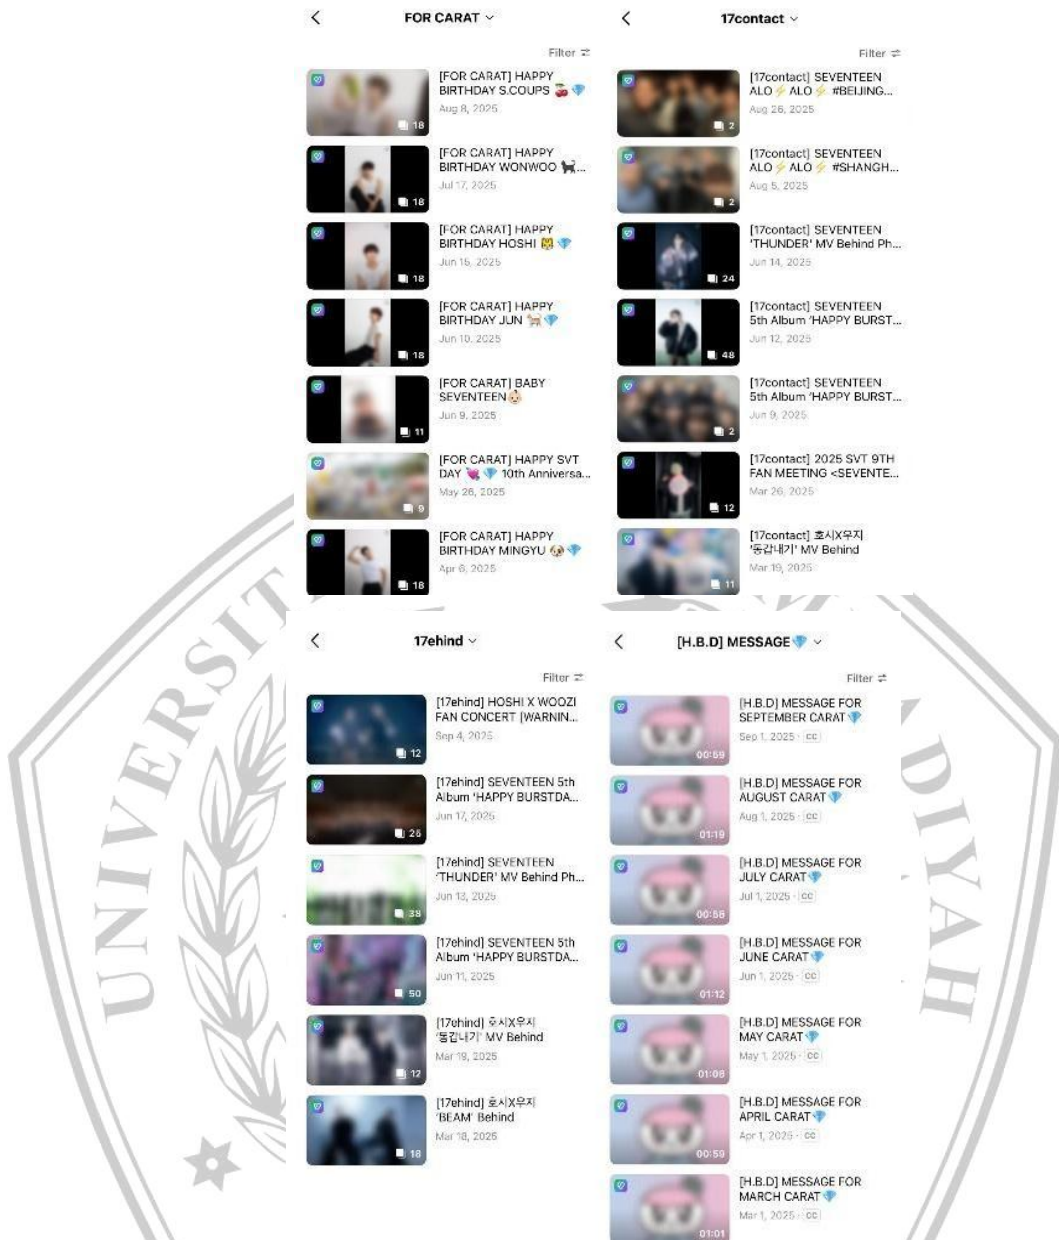 FOR CARAT
Filter
[FOR CARAT] HAPPY
BIRTHDAY S.COUPS 🍒💎
Aug 8, 2025
18
[FOR CARAT] HAPPY
BIRTHDAY WONWOO 🐈‍⬛...
Jul 17, 2025
18
[FOR CARAT] HAPPY
BIRTHDAY HOSHI 🐯💎
Jun 15, 2025
18
[FOR CARAT] HAPPY
BIRTHDAY JUN 🐈💎
Jun 10, 2025
18
[FOR CARAT] BABY
SEVENTEEN👶🏻
Jun 9, 2025
11
[FOR CARAT] HAPPY SVT
DAY 💘💎 10th Anniversa...
May 26, 2025
9
[FOR CARAT] HAPPY
BIRTHDAY MINGYU 🐶💎
Apr 6, 2025
18
17contact
Filter
[17contact] SEVENTEEN
ALO⚡ALO⚡ #BEIJING...
Aug 26, 2025
2
[17contact] SEVENTEEN
ALO⚡ALO⚡ #SHANGH...
Aug 5, 2025
2
[17contact] SEVENTEEN
'THUNDER' MV Behind Ph...
Jun 14, 2025
24
[17contact] SEVENTEEN
5th Album 'HAPPY BURST...
Jun 12, 2025
48
[17contact] SEVENTEEN
5th Album 'HAPPY BURST...
Jun 9, 2025
2
[17contact] 2025 SVT 9TH
FAN MEETING <SEVENTE...
Mar 26, 2025
12
[17contact] 호시X우지
'동갑내기' MV Behind
Mar 19, 2025
11
17ehind
Filter
[17ehind] HOSHI X WOOZI
FAN CONCERT [WARNIN...
Sep 4, 2025
12
[17ehind] SEVENTEEN 5th
Album 'HAPPY BURSTDA...
Jun 17, 2025
25
[17ehind] SEVENTEEN
'THUNDER' MV Behind Ph...
Jun 13, 2025
38
[17ehind] SEVENTEEN 5th
Album 'HAPPY BURSTDA...
Jun 11, 2025
50
[17ehind] 호시X우지
'동갑내기' MV Behind
Mar 19, 2025
12
[17ehind] 호시X우지
'BEAM' Behind
Mar 18, 2025
18
[H.B.D] MESSAGE💎
Filter
[H.B.D] MESSAGE FOR
SEPTEMBER CARAT💎
Sep 1, 2025 · CC
00:59
[H.B.D] MESSAGE FOR
AUGUST CARAT💎
Aug 1, 2025 · CC
01:19
[H.B.D] MESSAGE FOR
JULY CARAT💎
Jul 1, 2025 · CC
00:56
[H.B.D] MESSAGE FOR
JUNE CARAT💎
Jun 1, 2025 · CC
01:12
[H.B.D] MESSAGE FOR
MAY CARAT💎
May 1, 2025 · CC
01:06
[H.B.D] MESSAGE FOR
APRIL CARAT💎
Apr 1, 2025 · CC
00:59
[H.B.D] MESSAGE FOR
MARCH CARAT💎
Mar 1, 2025 · CC
01:01
UNIVERSIT
DIYAH